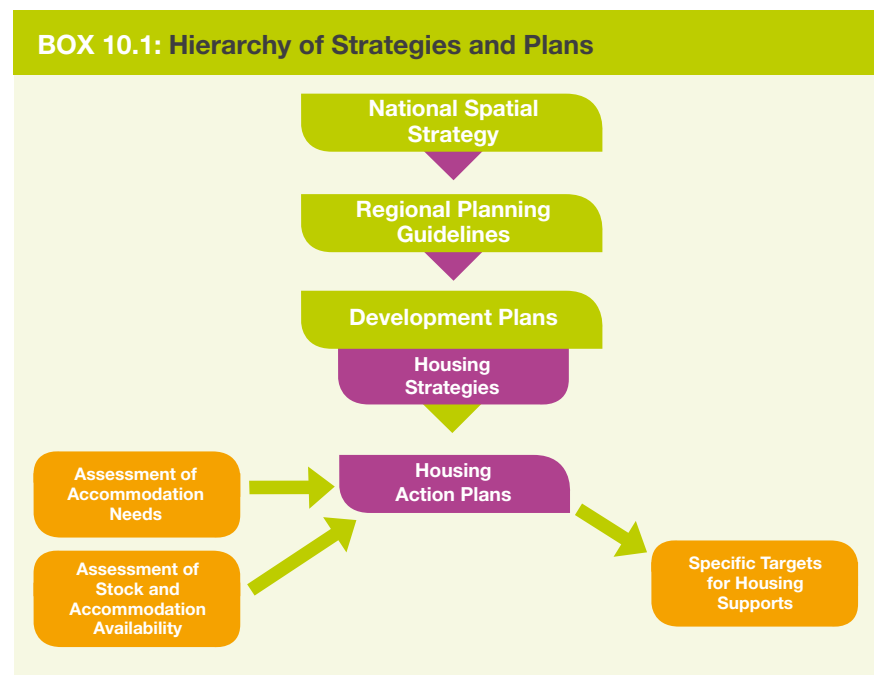 BOX 10.1: Hierarchy of Strategies and Plans
National Spatial
Strategy
Regional Planning
Guidelines
Development Plans
Housing
Strategies
Assessment of
Accommodation
Needs
Housing
Action Plans
Assessment of
Stock and
Accommodation
Availability
Specific Targets
for Housing
Supports